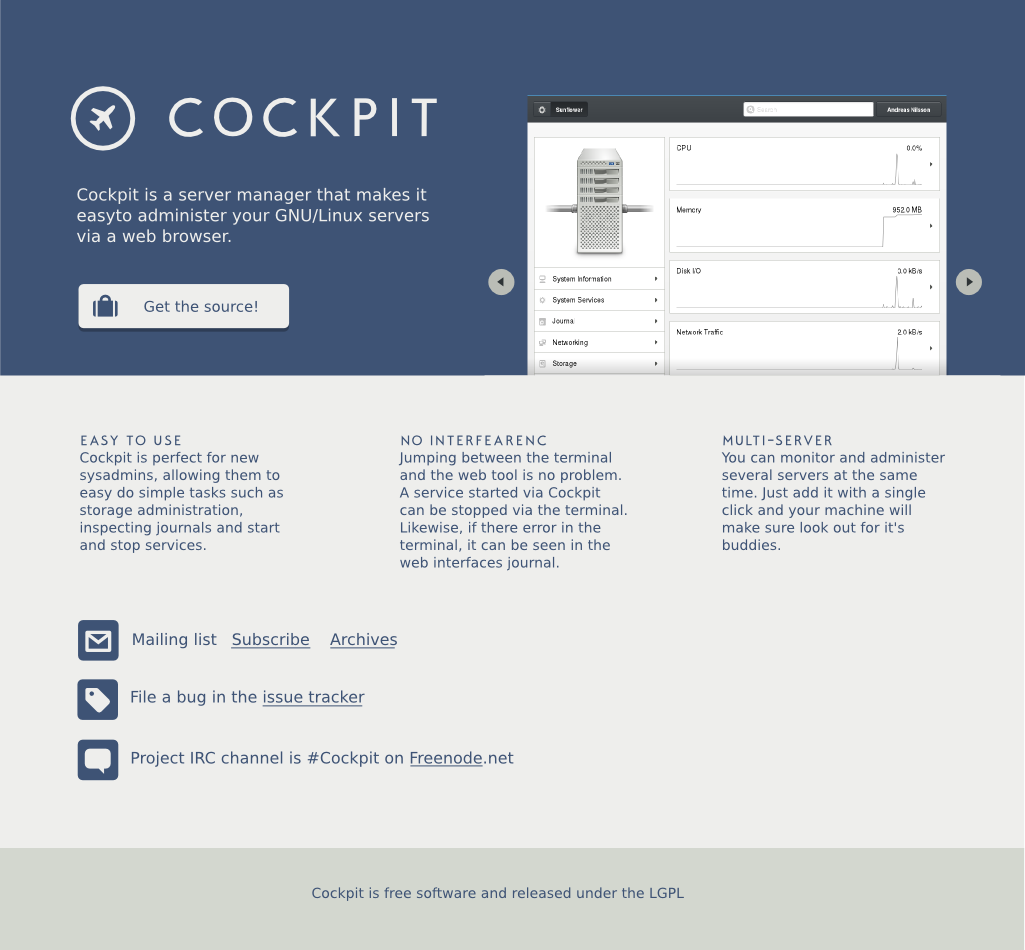 COCKPIT
Cockpit is a server manager that makes it
easyto administer your GNU/Linux servers
via a web browser.
Get the source!
Sunflower
Search
Andreas Nilsson
CPU
0.0%
Memory
952.0 MB
Disk I/O
0.0 kB/s
Network Traffic
2.0 kB/s
System Information
System Services
Journa
Networking
Storage
EASY TO USE
Cockpit is perfect for new
sysadmins, allowing them to
easy do simple tasks such as
storage administration,
inspecting journals and start
and stop services.
NO INTERFEARENC
Jumping between the terminal
and the web tool is no problem.
A service started via Cockpit
can be stopped via the terminal.
Likewise, if there error in the
terminal, it can be seen in the
web interfaces journal.
MULTI-SERVER
You can monitor and administer
several servers at the same
time. Just add it with a single
click and your machine will
make sure look out for it's
buddies.
Mailing list Subscribe Archives
File a bug in the issue tracker
Project IRC channel is #Cockpit on Freenode.net
Cockpit is free software and released under the LGPL